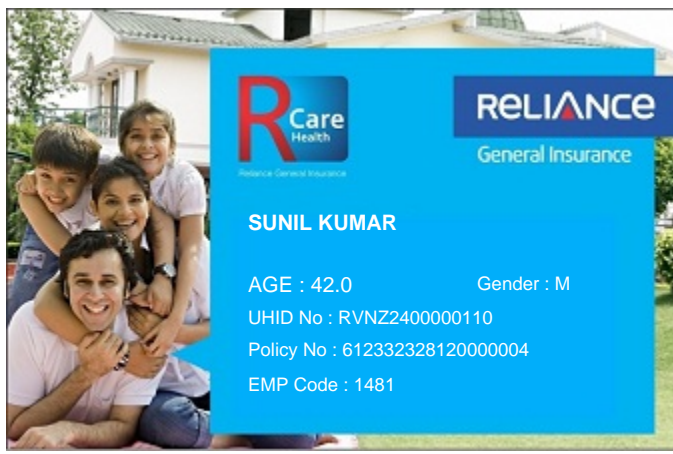 R Care
Health
Reliance General Insurance
RELIANCE
General Insurance
SUNIL KUMAR
AGE : 42.0 Gender : M
UHID No : RVNZ2400000110
Policy No : 612332328120000004
EMP Code : 1481